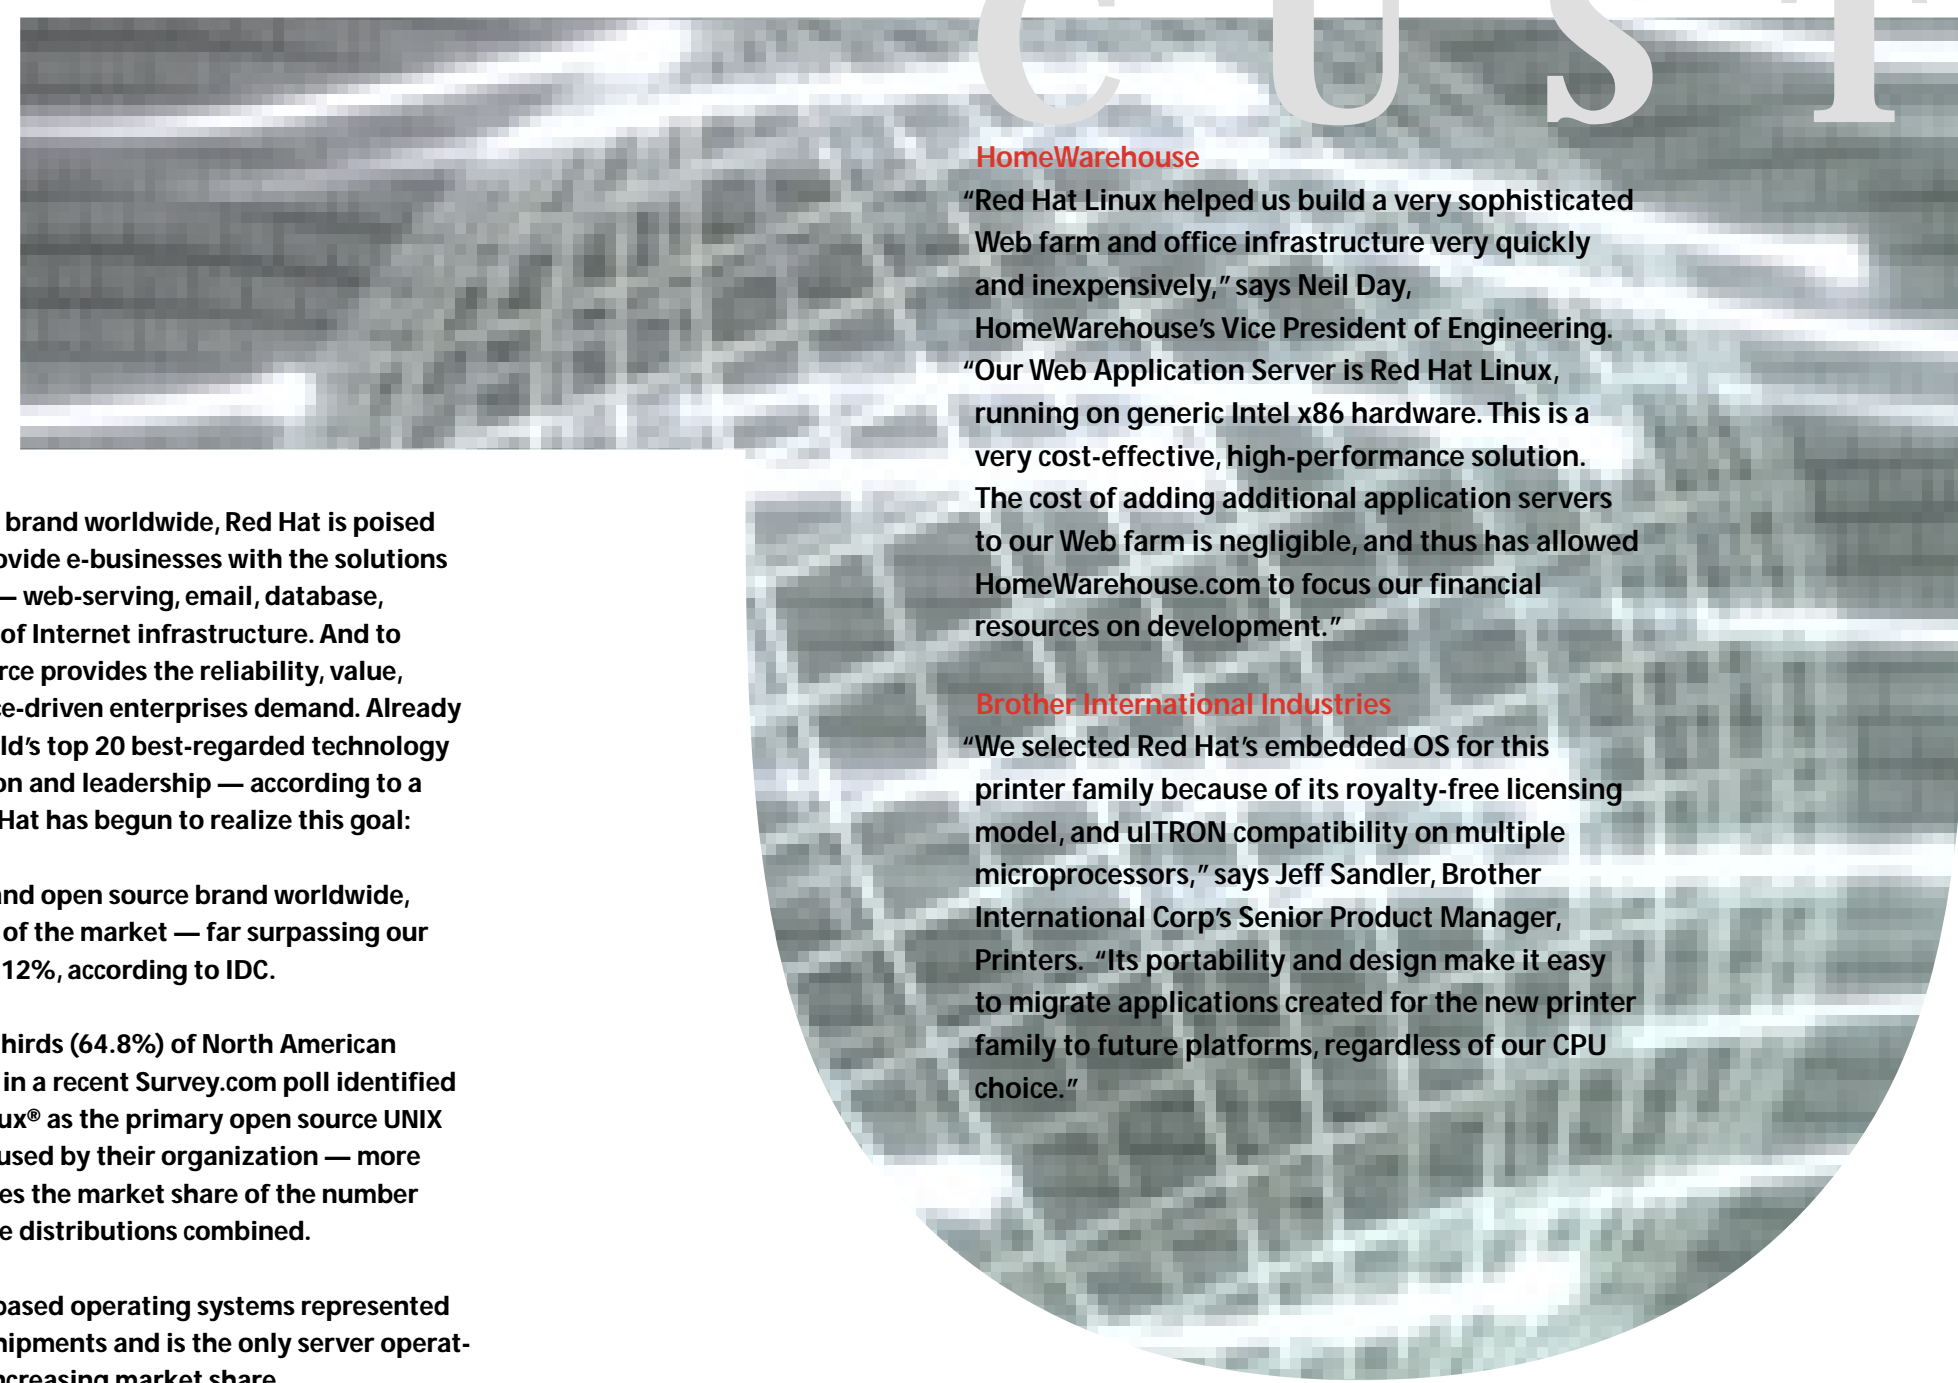 C U S T
brand worldwide, Red Hat is poised
ovide e-businesses with the solutions
— web-serving, email, database,
of Internet infrastructure. And to
rce provides the reliability, value,
ce-driven enterprises demand. Already
ld's top 20 best-regarded technology
on and leadership — according to a
Hat has begun to realize this goal:
and open source brand worldwide,
of the market — far surpassing our
12%, according to IDC.
hirds (64.8%) of North American
in a recent Survey.com poll identified
ux® as the primary open source UNIX
used by their organization — more
es the market share of the number
e distributions combined.
based operating systems represented
hipments and is the only server operat-
ncreasing market share
HomeWarehouse
“Red Hat Linux helped us build a very sophisticated
Web farm and office infrastructure very quickly
and inexpensively,” says Neil Day,
HomeWarehouse’s Vice President of Engineering.
“Our Web Application Server is Red Hat Linux,
running on generic Intel x86 hardware. This is a
very cost-effective, high-performance solution.
The cost of adding additional application servers
to our Web farm is negligible, and thus has allowed
HomeWarehouse.com to focus our financial
resources on development.”
Brother International Industries
“We selected Red Hat’s embedded OS for this
printer family because of its royalty-free licensing
model, and uITRON compatibility on multiple
microprocessors,” says Jeff Sandler, Brother
International Corp’s Senior Product Manager,
Printers. “Its portability and design make it easy
to migrate applications created for the new printer
family to future platforms, regardless of our CPU
choice.”